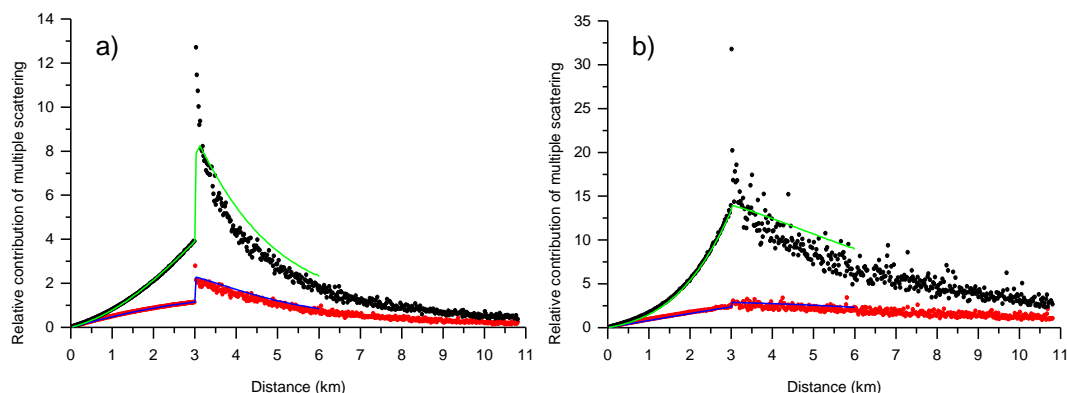 a)
Relative contribution of multiple scattering
14
12
10
8
6
4
2
0
0 1 2 3 4 5 6 7 8 9 10 11
Distance (km)
b)
Relative contribution of multiple scattering
35
30
25
20
15
10
5
0
0 1 2 3 4 5 6 7 8 9 10 11
Distance (km)